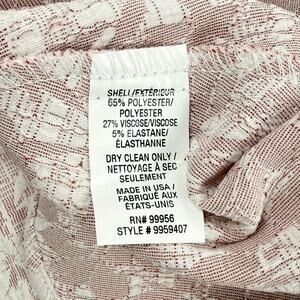 SHELL/EXTÉRIEUR
65% POLYESTER/
POLYESTER
27% VISCOSE/VISCOSE
5% ELASTANE/
ÉLASTHANNE
DRY CLEAN ONLY /
NETTOYAGE À SEC
SEULEMENT
MADE IN USA /
FABRIQUÉ AUX
ÉTATS-UNIS
RN# 99956
STYLE # 9959407